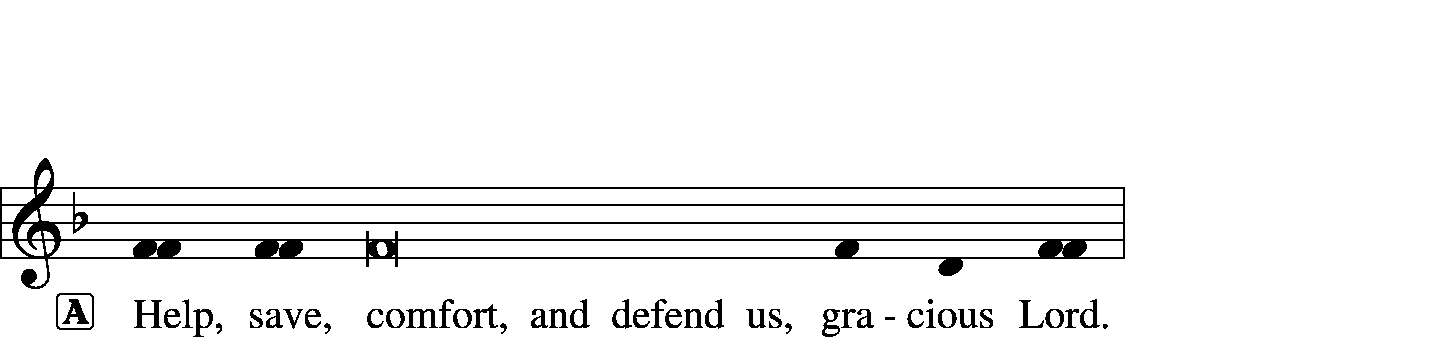 A Help, save, comfort, and defend us, gra - cious Lord.